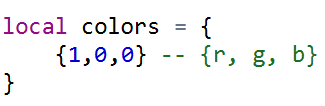 local colors = {
    {1,0,0} -- {r, g, b}
}